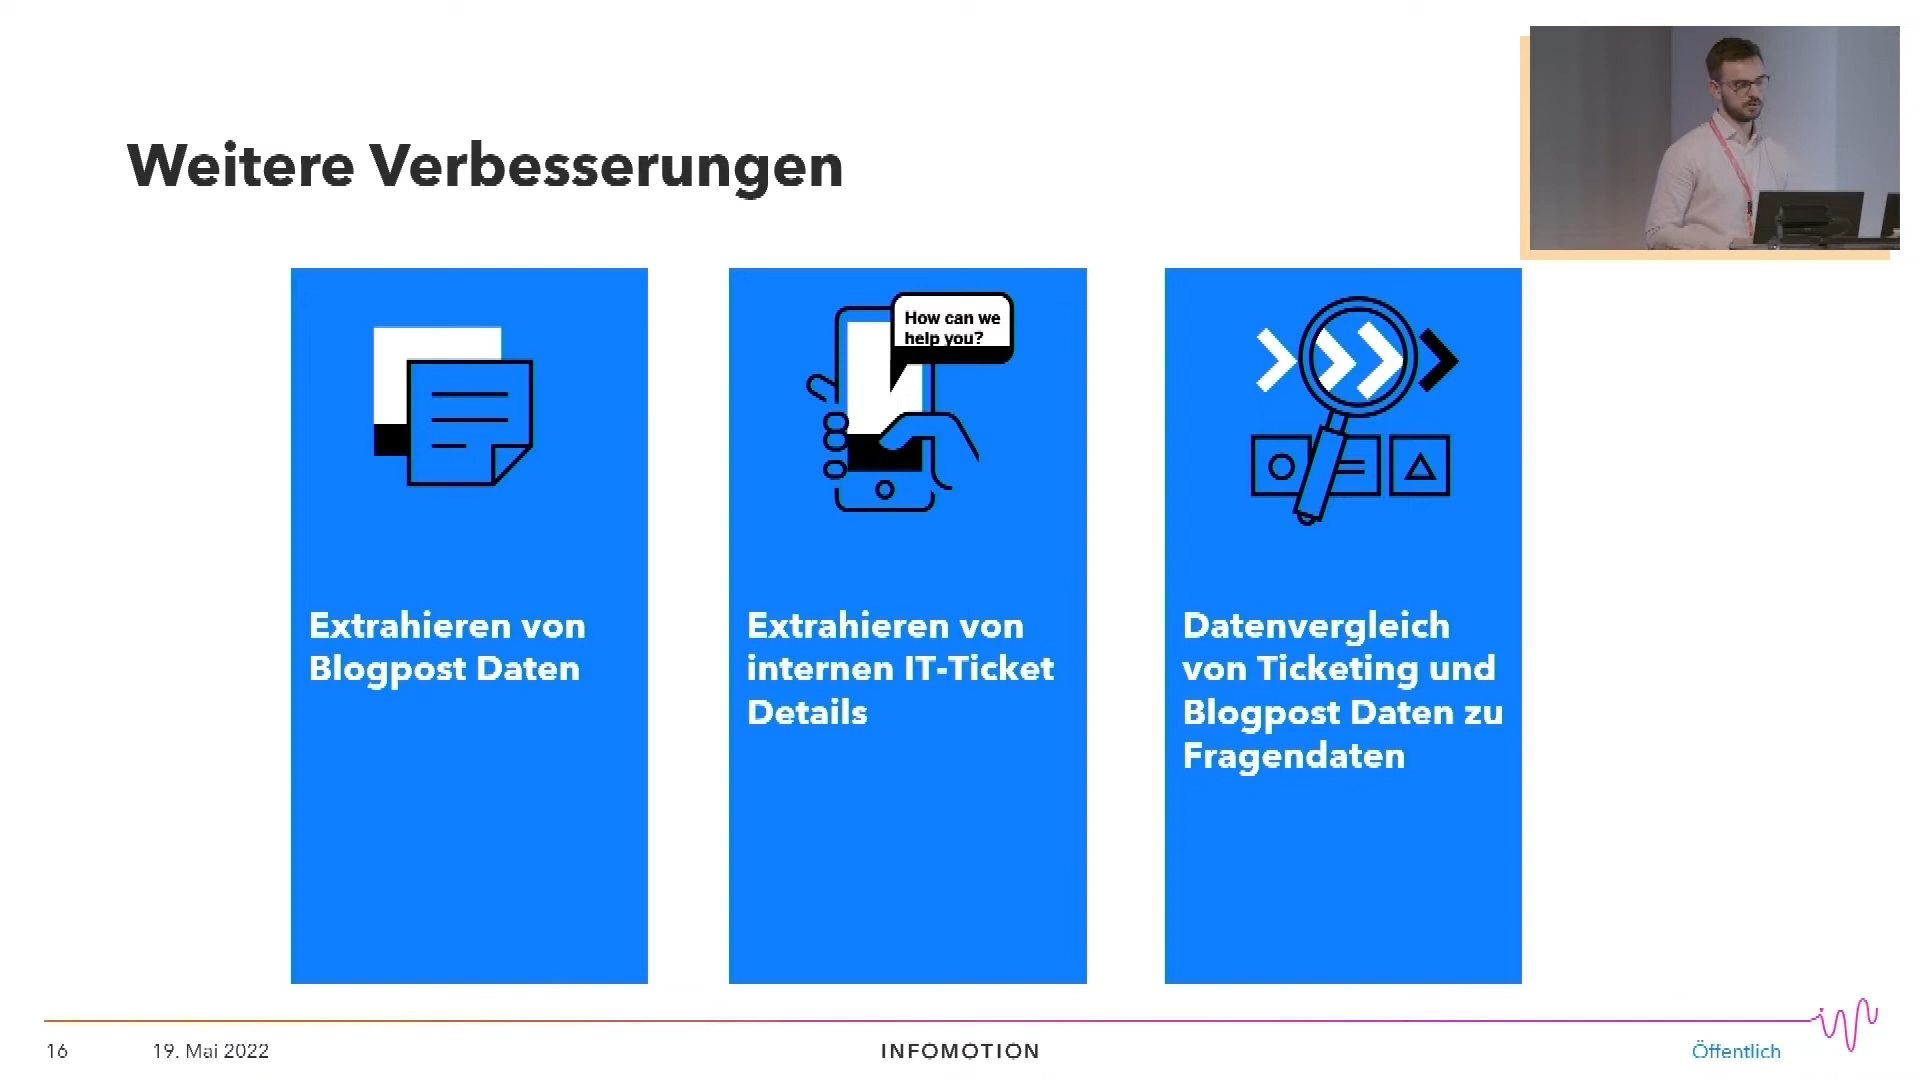 Weitere Verbesserungen
How can we
help you?
Extrahieren von
Blogpost Daten
Extrahieren von
internen IT-Ticket
Details
Datenvergleich
von Ticketing und
Blogpost Daten zu
Fragendaten
16
19. Mai 2022
INFOMOTION
Öffentlich